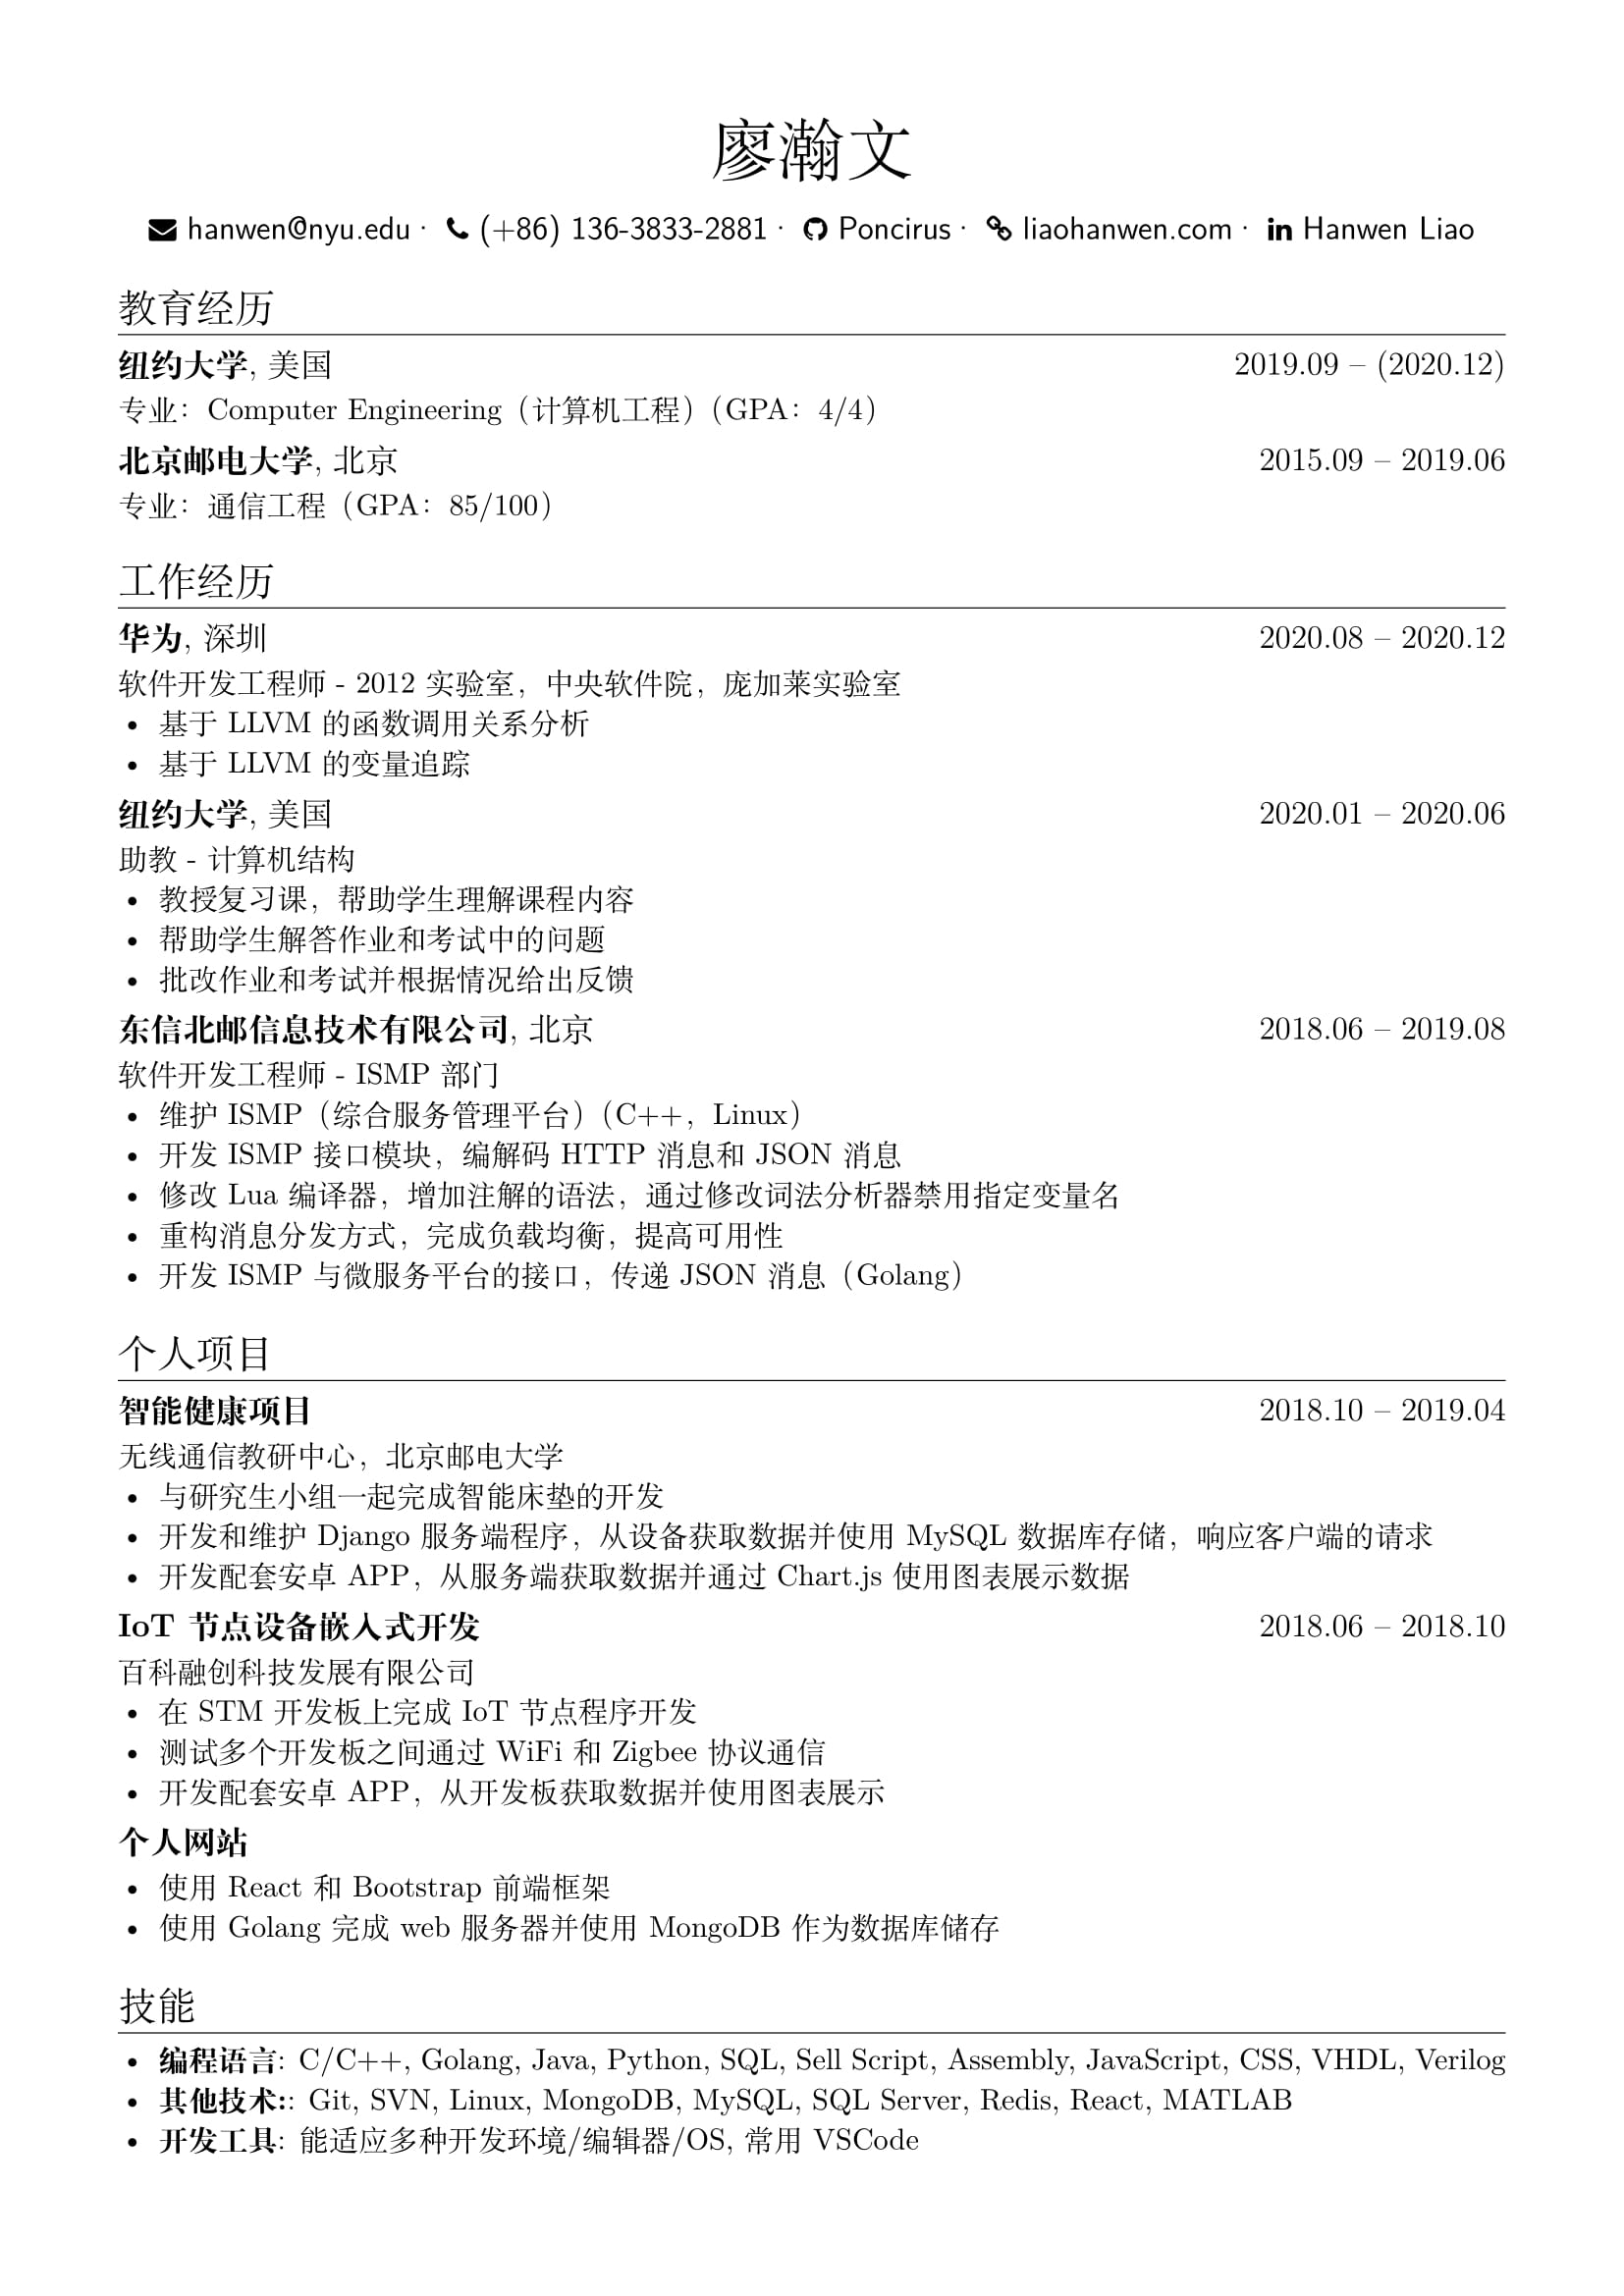 廖瀚文
hanwen@nyu.edu · (+86) 136-3833-2881 · Poncirus · liaohanwen.com · Hanwen Liao
教育经历
纽约大学, 美国 2019.09 – (2020.12)
专业：Computer Engineering（计算机工程）（GPA：4/4）
北京邮电大学, 北京 2015.09 – 2019.06
专业：通信工程（GPA：85/100）
工作经历
华为, 深圳 2020.08 – 2020.12
软件开发工程师 - 2012 实验室，中央软件院，庞加莱实验室
• 基于 LLVM 的函数调用关系分析
• 基于 LLVM 的变量追踪
纽约大学, 美国 2020.01 – 2020.06
助教 - 计算机结构
• 教授复习课，帮助学生理解课程内容
• 帮助学生解答作业和考试中的问题
• 批改作业和考试并根据情况给出反馈
东信北邮信息技术有限公司, 北京 2018.06 – 2019.08
软件开发工程师 - ISMP 部门
• 维护 ISMP（综合服务管理平台）（C++，Linux）
• 开发 ISMP 接口模块，编解码 HTTP 消息和 JSON 消息
• 修改 Lua 编译器，增加注解的语法，通过修改词法分析器禁用指定变量名
• 重构消息分发方式，完成负载均衡，提高可用性
• 开发 ISMP 与微服务平台的接口，传递 JSON 消息（Golang）
个人项目
智能健康项目 2018.10 – 2019.04
无线通信教研中心，北京邮电大学
• 与研究生小组一起完成智能床垫的开发
• 开发和维护 Django 服务端程序，从设备获取数据并使用 MySQL 数据库存储，响应客户端的请求
• 开发配套安卓 APP，从服务端获取数据并通过 Chart.js 使用图表展示数据
IoT 节点设备嵌入式开发 2018.06 – 2018.10
百科融创科技发展有限公司
• 在 STM 开发板上完成 IoT 节点程序开发
• 测试多个开发板之间通过 WiFi 和 Zigbee 协议通信
• 开发配套安卓 APP，从开发板获取数据并使用图表展示
个人网站
• 使用 React 和 Bootstrap 前端框架
• 使用 Golang 完成 web 服务器并使用 MongoDB 作为数据库储存
技能
• 编程语言: C/C++, Golang, Java, Python, SQL, Sell Script, Assembly, JavaScript, CSS, VHDL, Verilog
• 其他技术:: Git, SVN, Linux, MongoDB, MySQL, SQL Server, Redis, React, MATLAB
• 开发工具: 能适应多种开发环境/编辑器/OS, 常用 VSCode